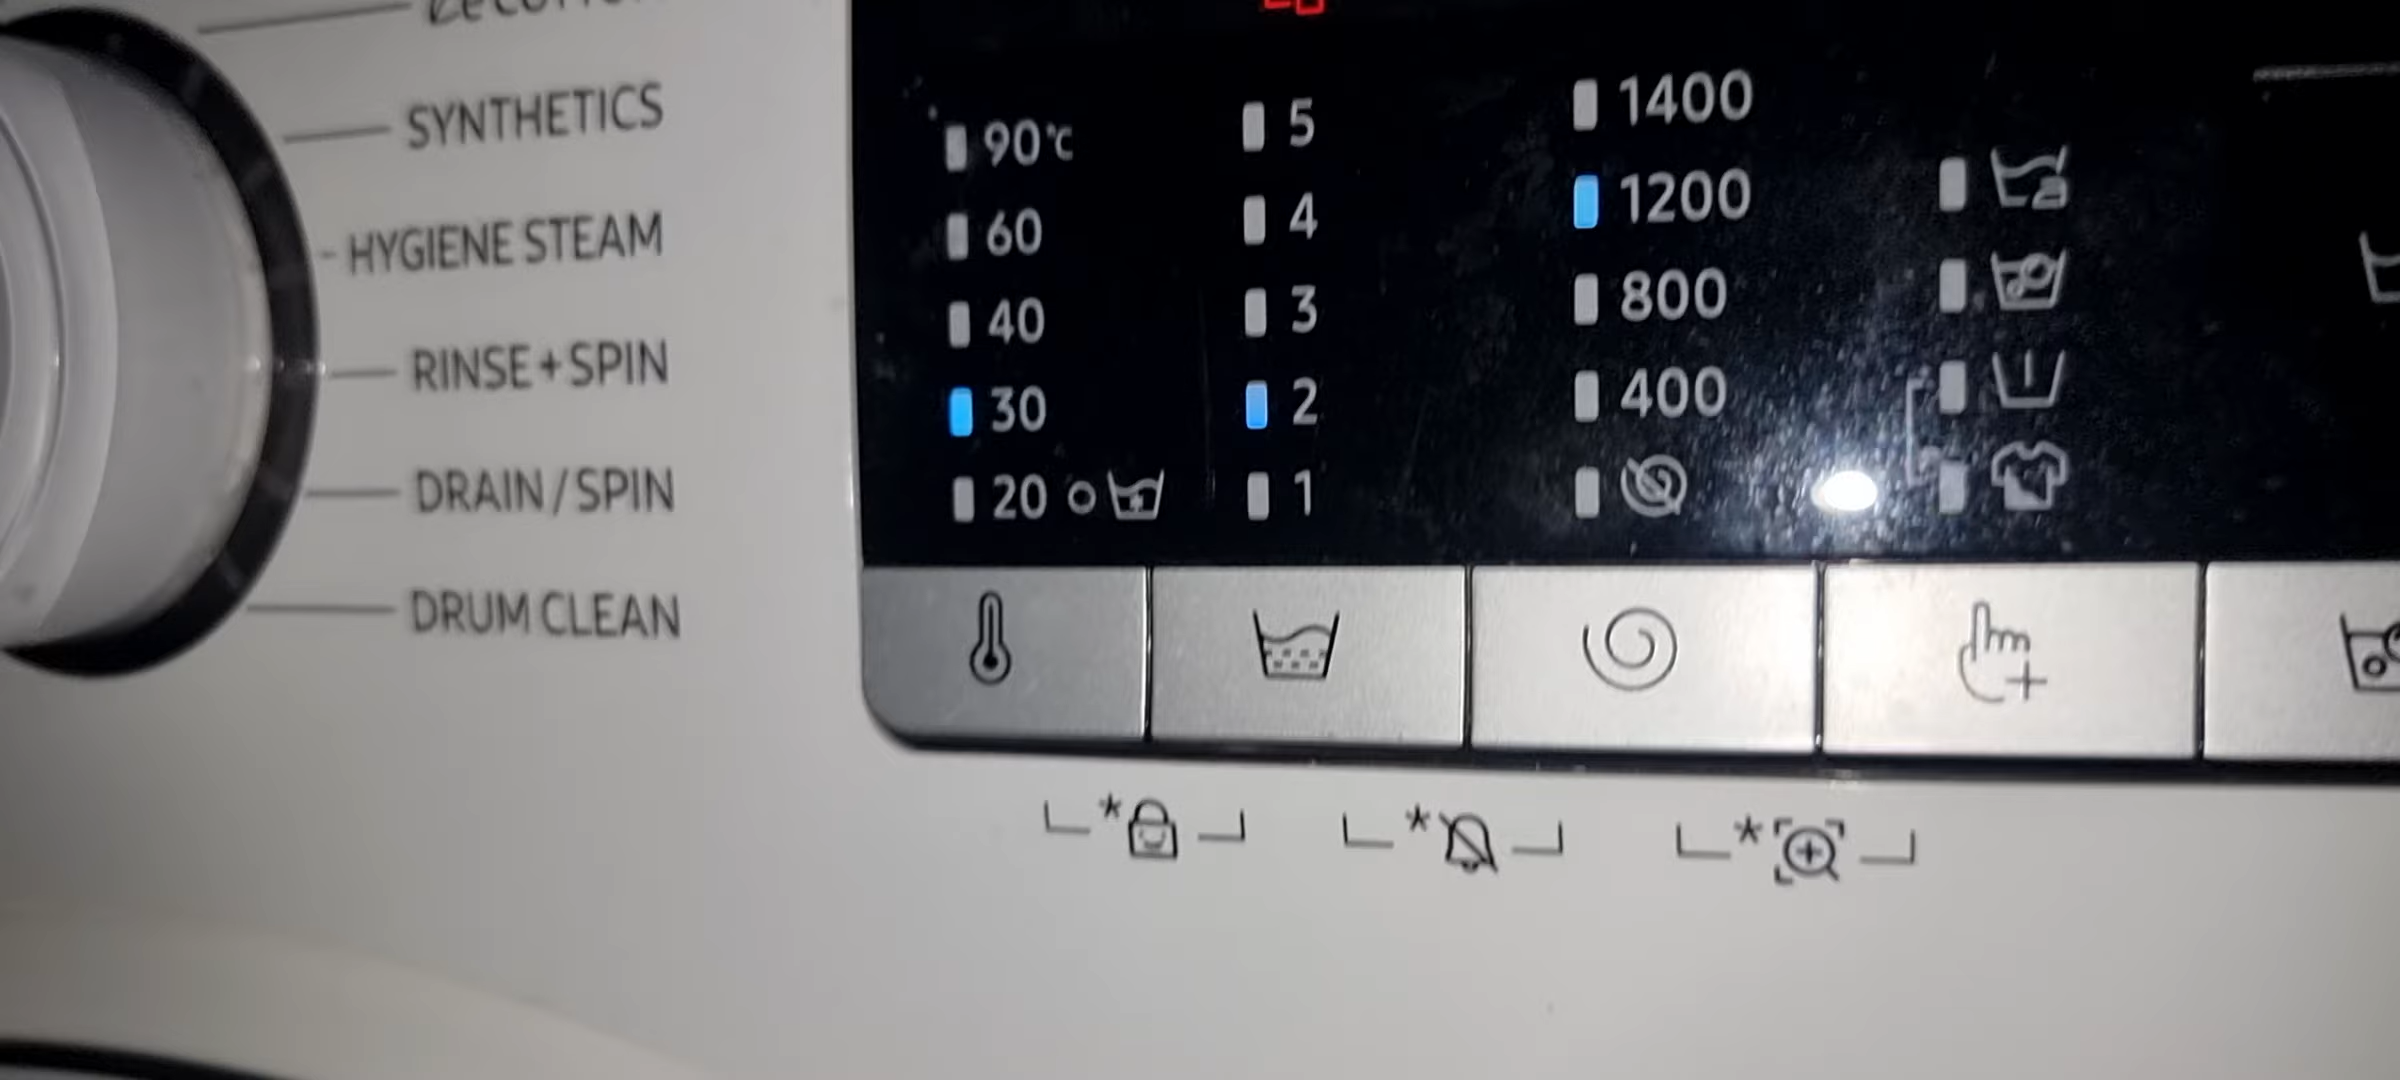 SYNTHETICS
HYGIENE STEAM
RINSE+SPIN
DRAIN/SPIN
DRUM CLEAN
90℃
60
40
30
20
5
4
3
2
1
1400
1200
800
400